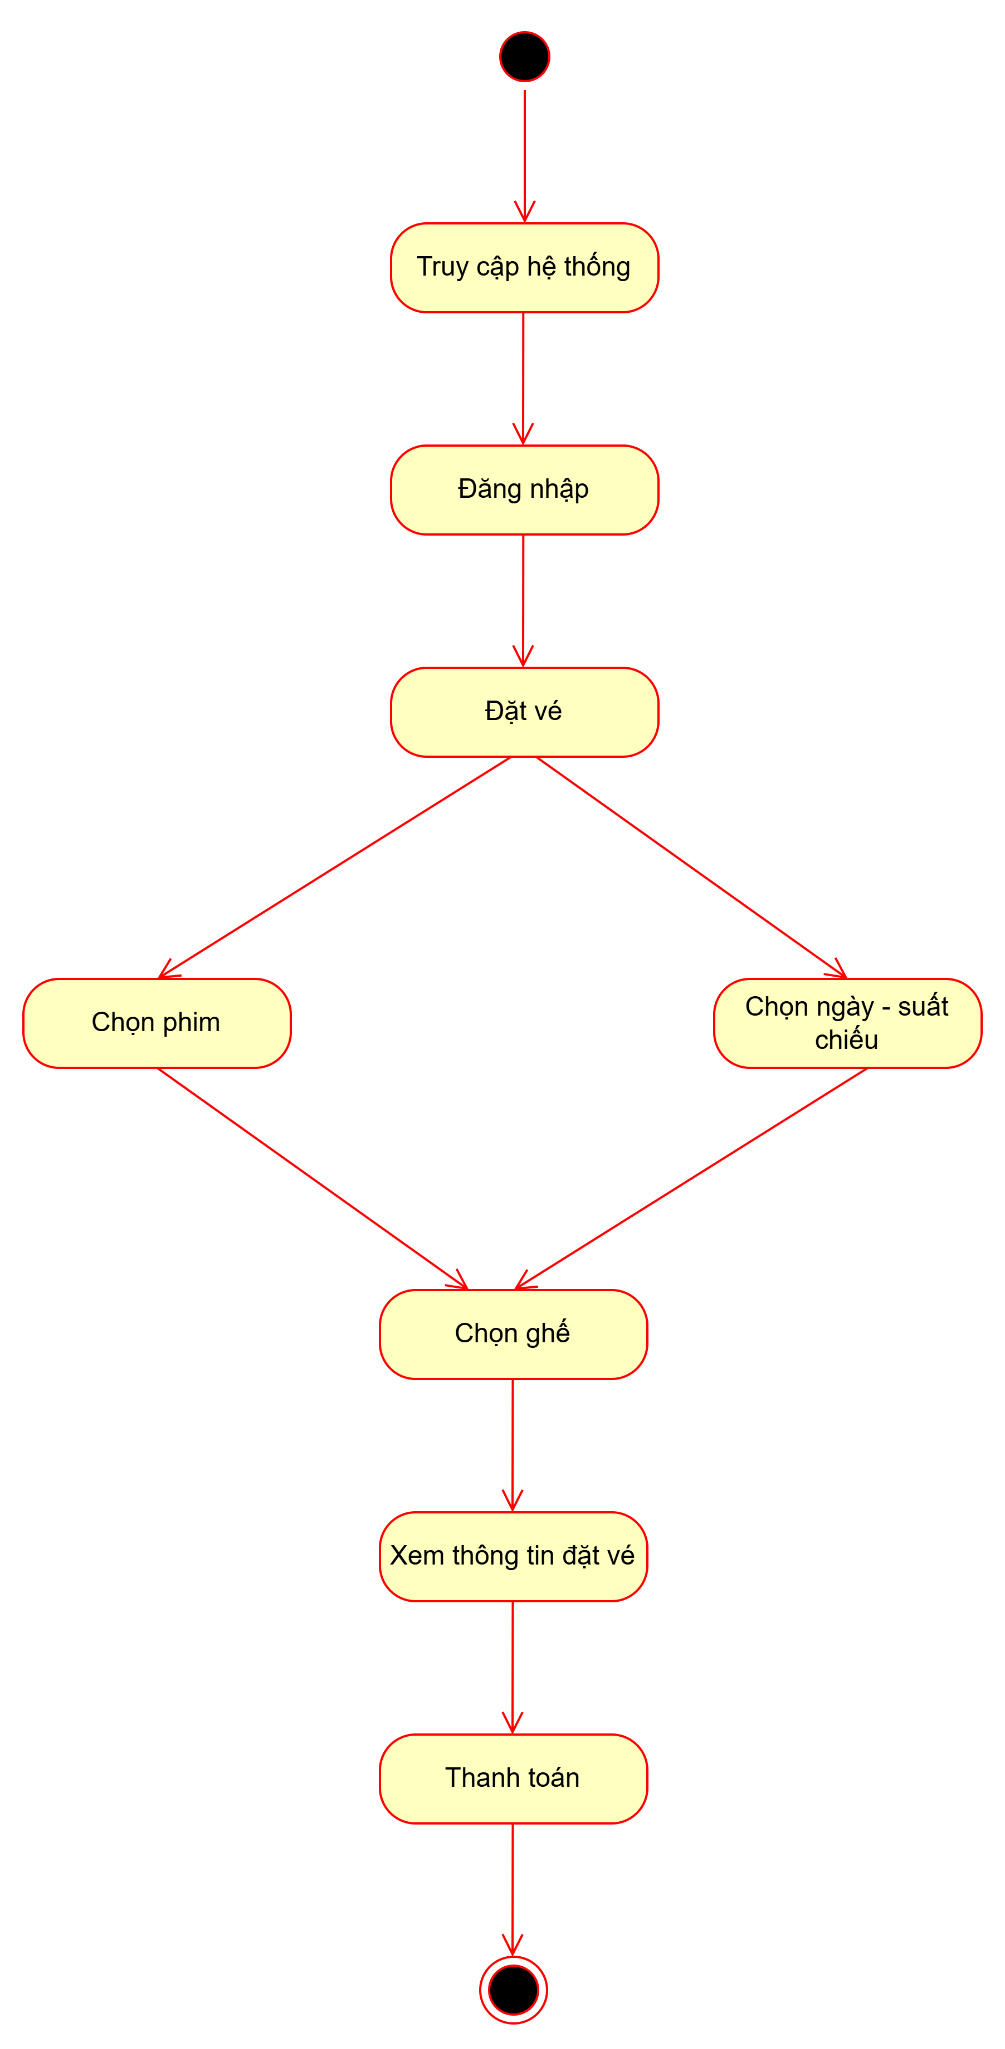 Truy cập hệ thống
Đăng nhập
Đặt vé
Chọn phim
Chọn ngày - suất
chiếu
Chọn ghế
Xem thông tin đặt vé
Thanh toán